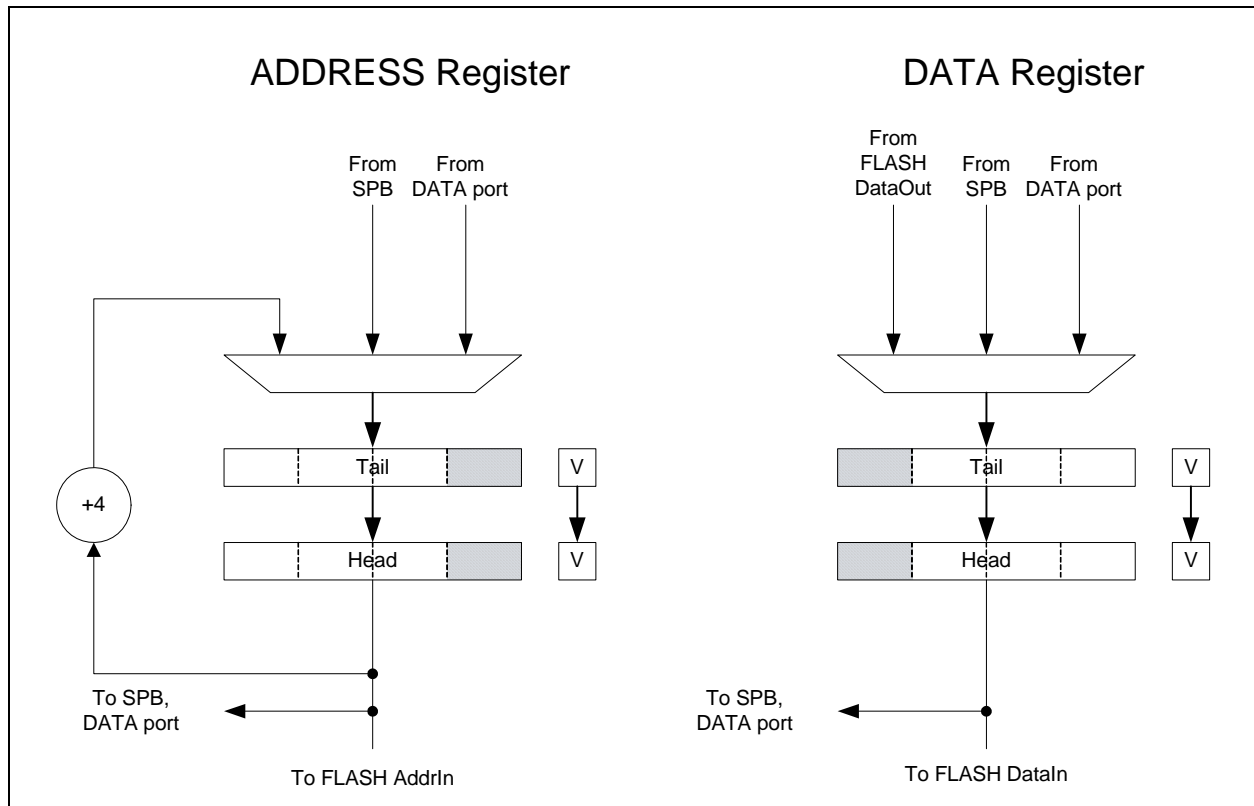 ADDRESS Register
DATA Register
From
SPB
From
DATA port
From
FLASH
DataOut
From
SPB
From
DATA port
+4
Tail
V
Head
V
Tail
V
Head
V
To SPB,
DATA port
To FLASH AddrIn
To SPB,
DATA port
To FLASH DataIn